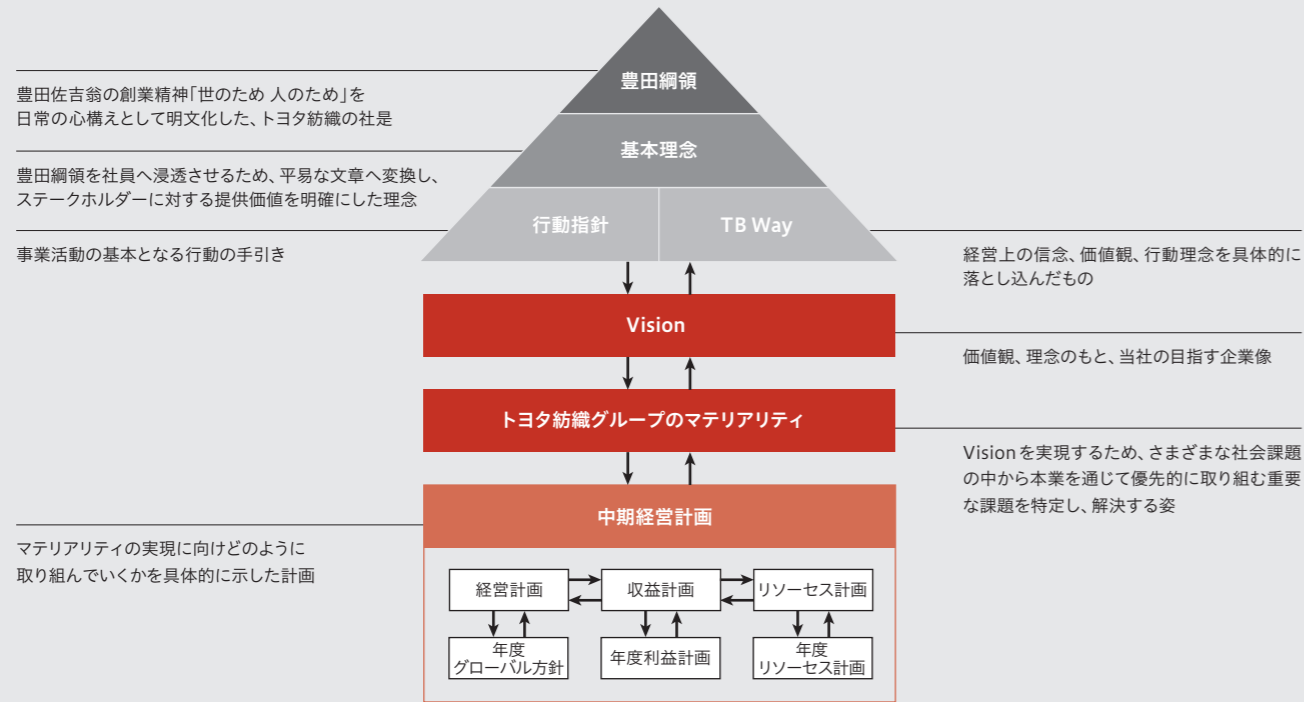 豊田綱領
豊田佐吉翁の創業精神「世のため 人のため」を
日常の心構えとして明文化した、トヨタ紡織の社是
基本理念
豊田綱領を社員へ浸透させるため、平易な文章へ変換し、
ステークホルダーに対する提供価値を明確にした理念
行動指針
TB Way
事業活動の基本となる行動の手引き
経営上の信念、価値観、行動理念を具体的に
落とし込んだもの
Vision
価値観、理念のもと、当社の目指す企業像
トヨタ紡織グループのマテリアリティ
Visionを実現するため、さまざまな社会課題
の中から本業を通じて優先的に取り組む重要
な課題を特定し、解決する姿
中期経営計画
マテリアリティの実現に向けどのように
取り組んでいくかを具体的に示した計画
経営計画
収益計画
リソーセス計画
年度
グローバル方針
年度利益計画
年度
リソーセス計画